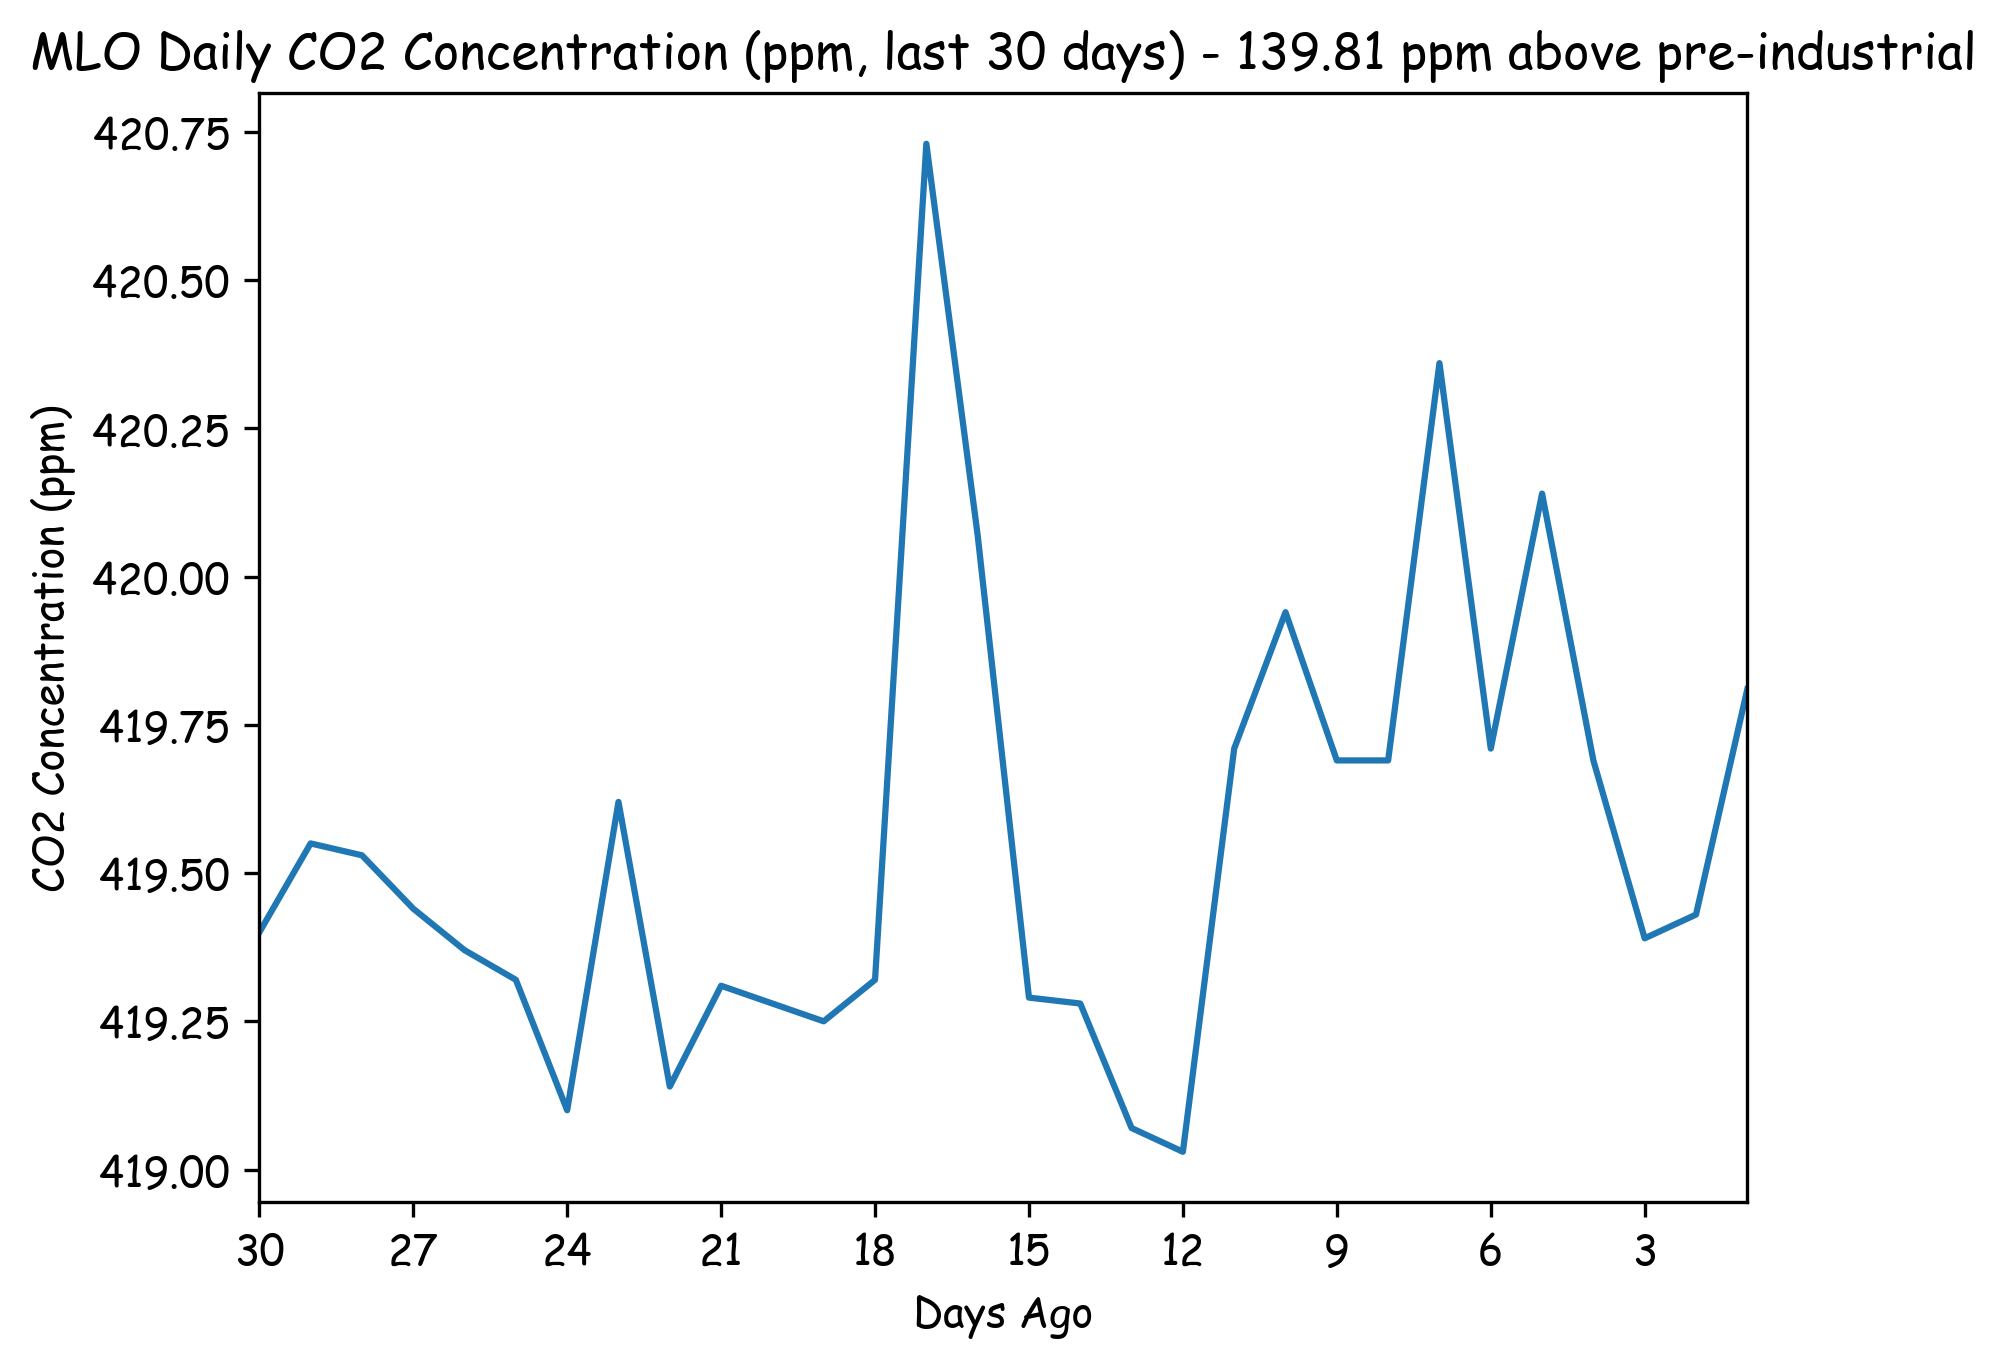 MLO Daily CO2 Concentration (ppm, last 30 days) - 139.81 ppm above pre-industrial
420.75
420.50
420.25
420.00
419.75
419.50
419.25
419.00
CO2 Concentration (ppm)
30 27 24 21 18 15 12 9 6 3
Days Ago